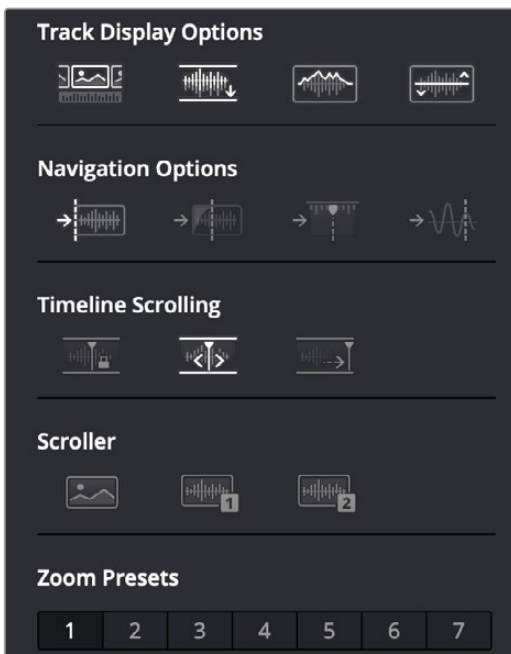 Track Display Options
Navigation Options
Timeline Scrolling
Scroller
1 2
Zoom Presets
1 2 3 4 5 6 7